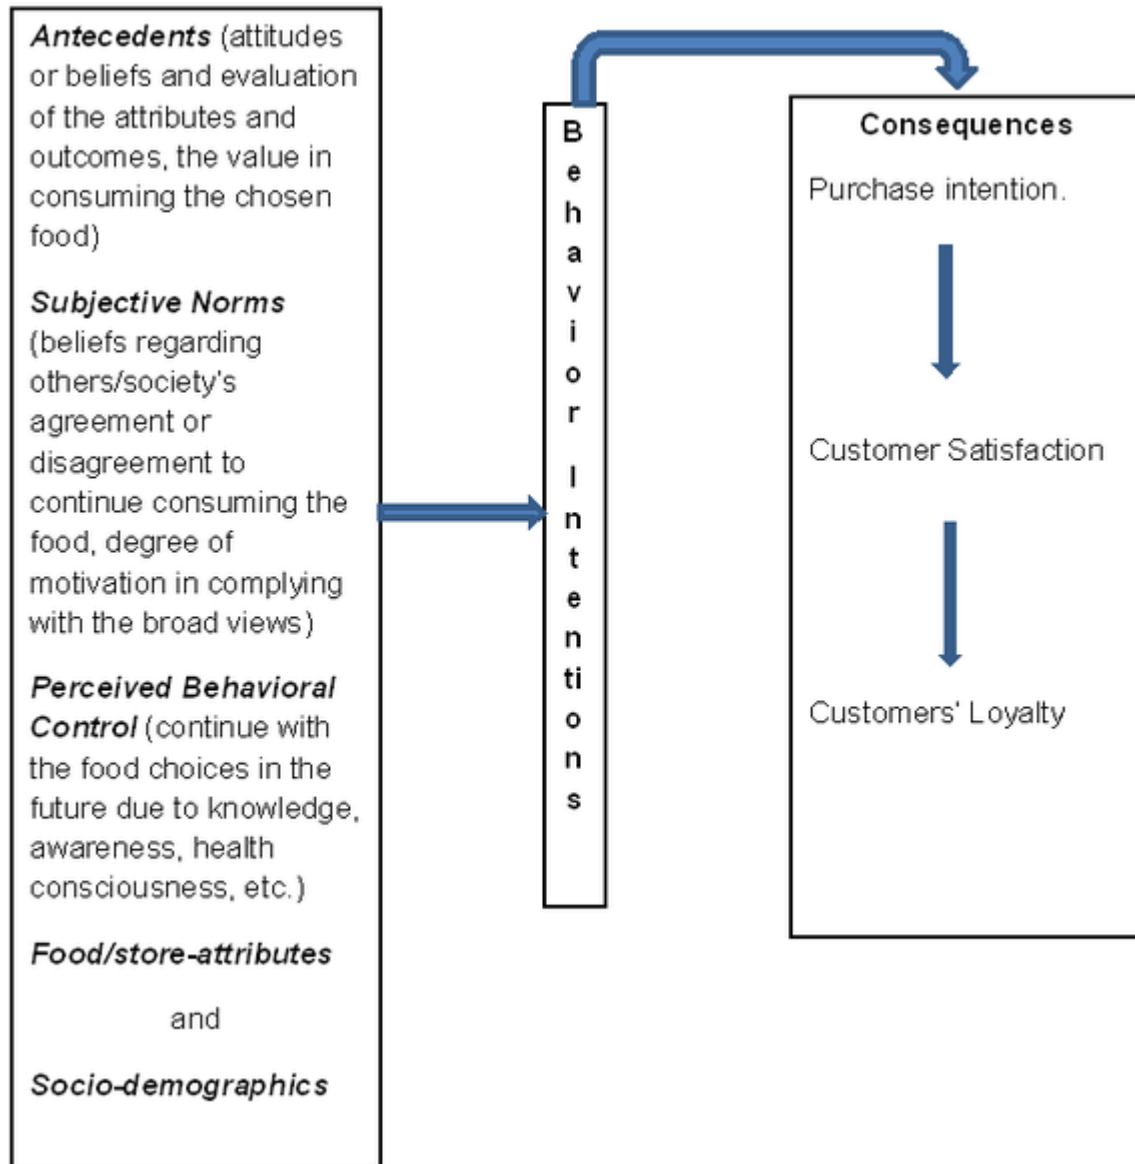 Antecedents (attitudes
or beliefs and evaluation
of the attributes and
outcomes, the value in
consuming the chosen
food)
Subjective Norms
(beliefs regarding
others/society's
agreement or
disagreement to
continue consuming the
food, degree of
motivation in complying
with the broad views)
Perceived Behavioral
Control (continue with
the food choices in the
future due to knowledge,
awareness, health
consciousness, etc.)
Food/store-attributes
and
Socio-demographics
Behavior Intentions
Consequences
Purchase intention.
Customer Satisfaction
Customers' Loyalty